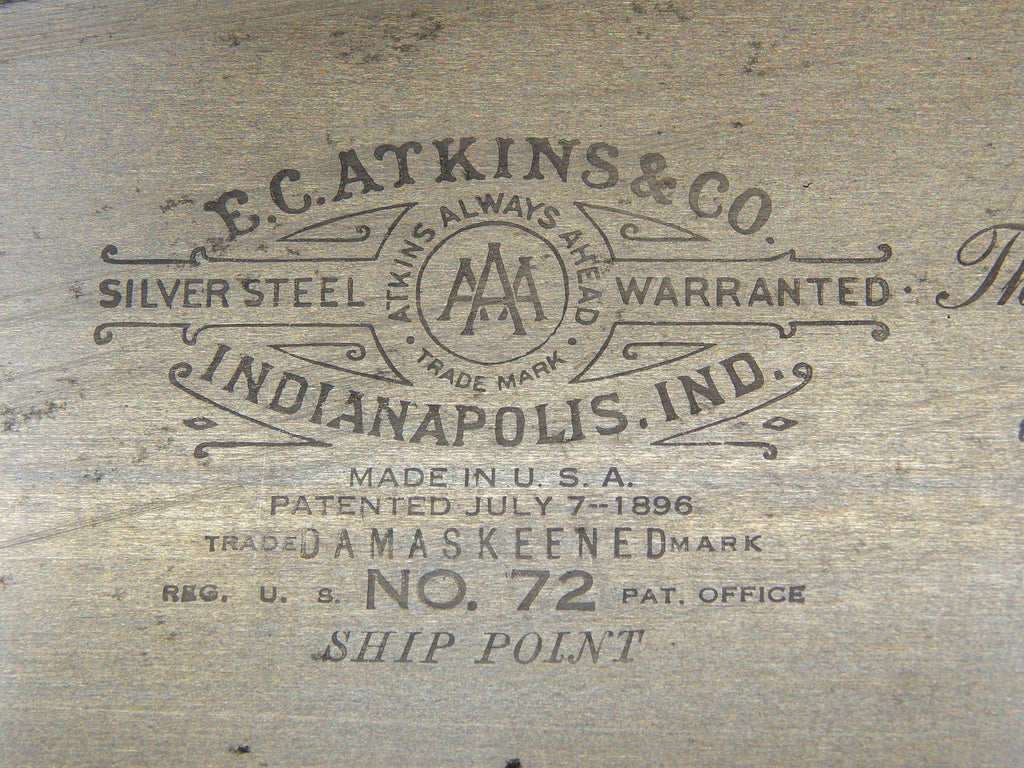 E.C.ATKINS & CO.
ATKINS ALWAYS AHEAD
SILVER STEEL AAA WARRANTED. Th
TRADE MARK
INDIANAPOLIS. IND.
MADE IN U. S. A.
PATENTED JULY 7--1896
TRADE DAMASKEENED MARK
REG. U. S. NO. 72 PAT. OFFICE
SHIP POINT